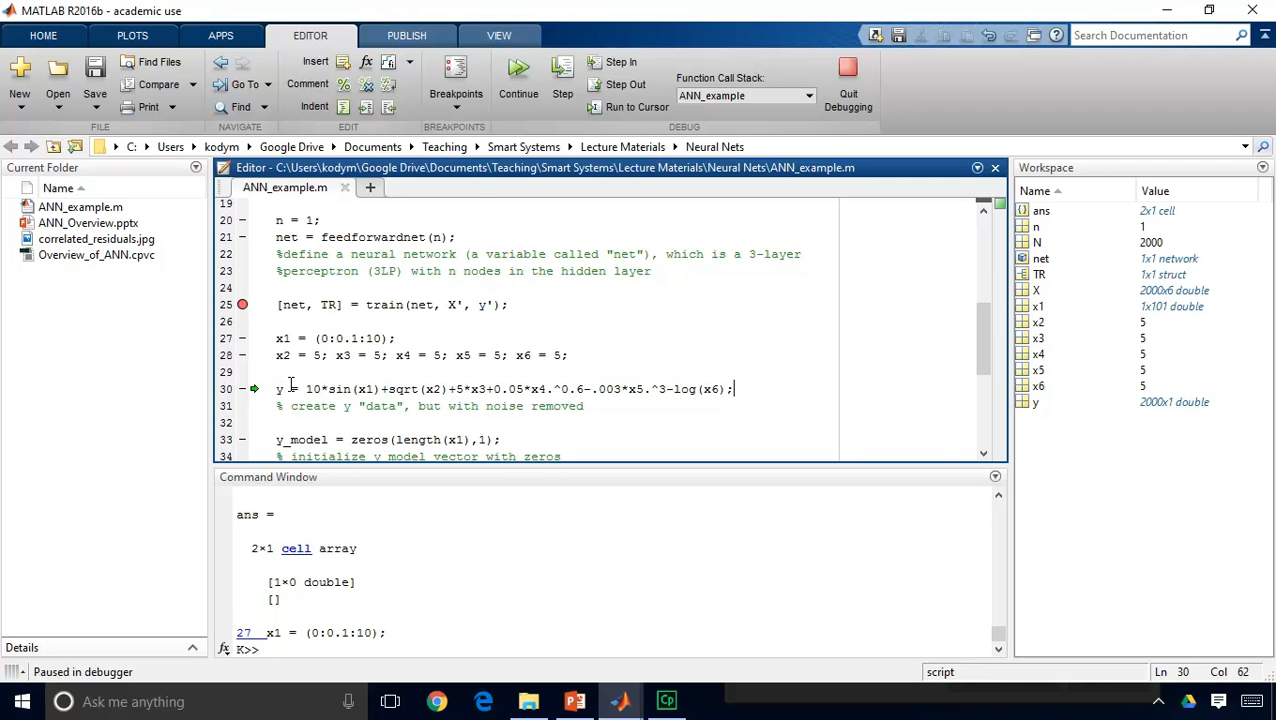 MATLAB R2016b - academic use
HOME PLOTS APPS EDITOR PUBLISH VIEW
Search Documentation
New Open Save
Find Files
Compare
Print
Go To
Find
Insert fx
Comment %
Indent
Breakpoints
Continue
Step
Step In
Step Out
Run to Cursor
Function Call Stack:
ANN_example
Quit
Debugging
FILE NAVIGATE EDIT BREAKPOINTS DEBUG
C: Users kodym Google Drive Documents Teaching Smart Systems Lecture Materials Neural Nets
Current Folder
Name
ANN_example.m
ANN_Overview.pptx
correlated_residuals.jpg
Overview_of_ANN.cpvc
Details
Editor - C:\Users\kodym\Google Drive\Documents\Teaching\Smart Systems\Lecture Materials\Neural Nets\ANN_example.m
ANN_example.m
19
20 n = 1;
21 net = feedforwardnet(n);
22 %define a neural network (a variable called "net"), which is a 3-layer
23 %perceptron (3LP) with n nodes in the hidden layer
24
25 [net, TR] = train(net, X', y');
26
27 x1 = (0:0.1:10);
28 x2 = 5; x3 = 5; x4 = 5; x5 = 5; x6 = 5;
29
30 y = 10*sin(x1)+sqrt(x2)+5*x3+0.05*x4.^0.6-.003*x5.^3-log(x6);
31 % create y "data", but with noise removed
32
33 y_model = zeros(length(x1),1);
34 % initialize y model vector with zeros
Command Window
ans =
2×1 cell array
[1×0 double]
[]
27 x1 = (0:0.1:10);
fx K>>
Workspace
Name Value
ans 2x1 cell
n 1
N 2000
net 1x1 network
TR 1x1 struct
X 2000x6 double
x1 1x101 double
x2 5
x3 5
x4 5
x5 5
x6 5
y 2000x1 double
Paused in debugger
script
Ln 30 Col 62
Ask me anything